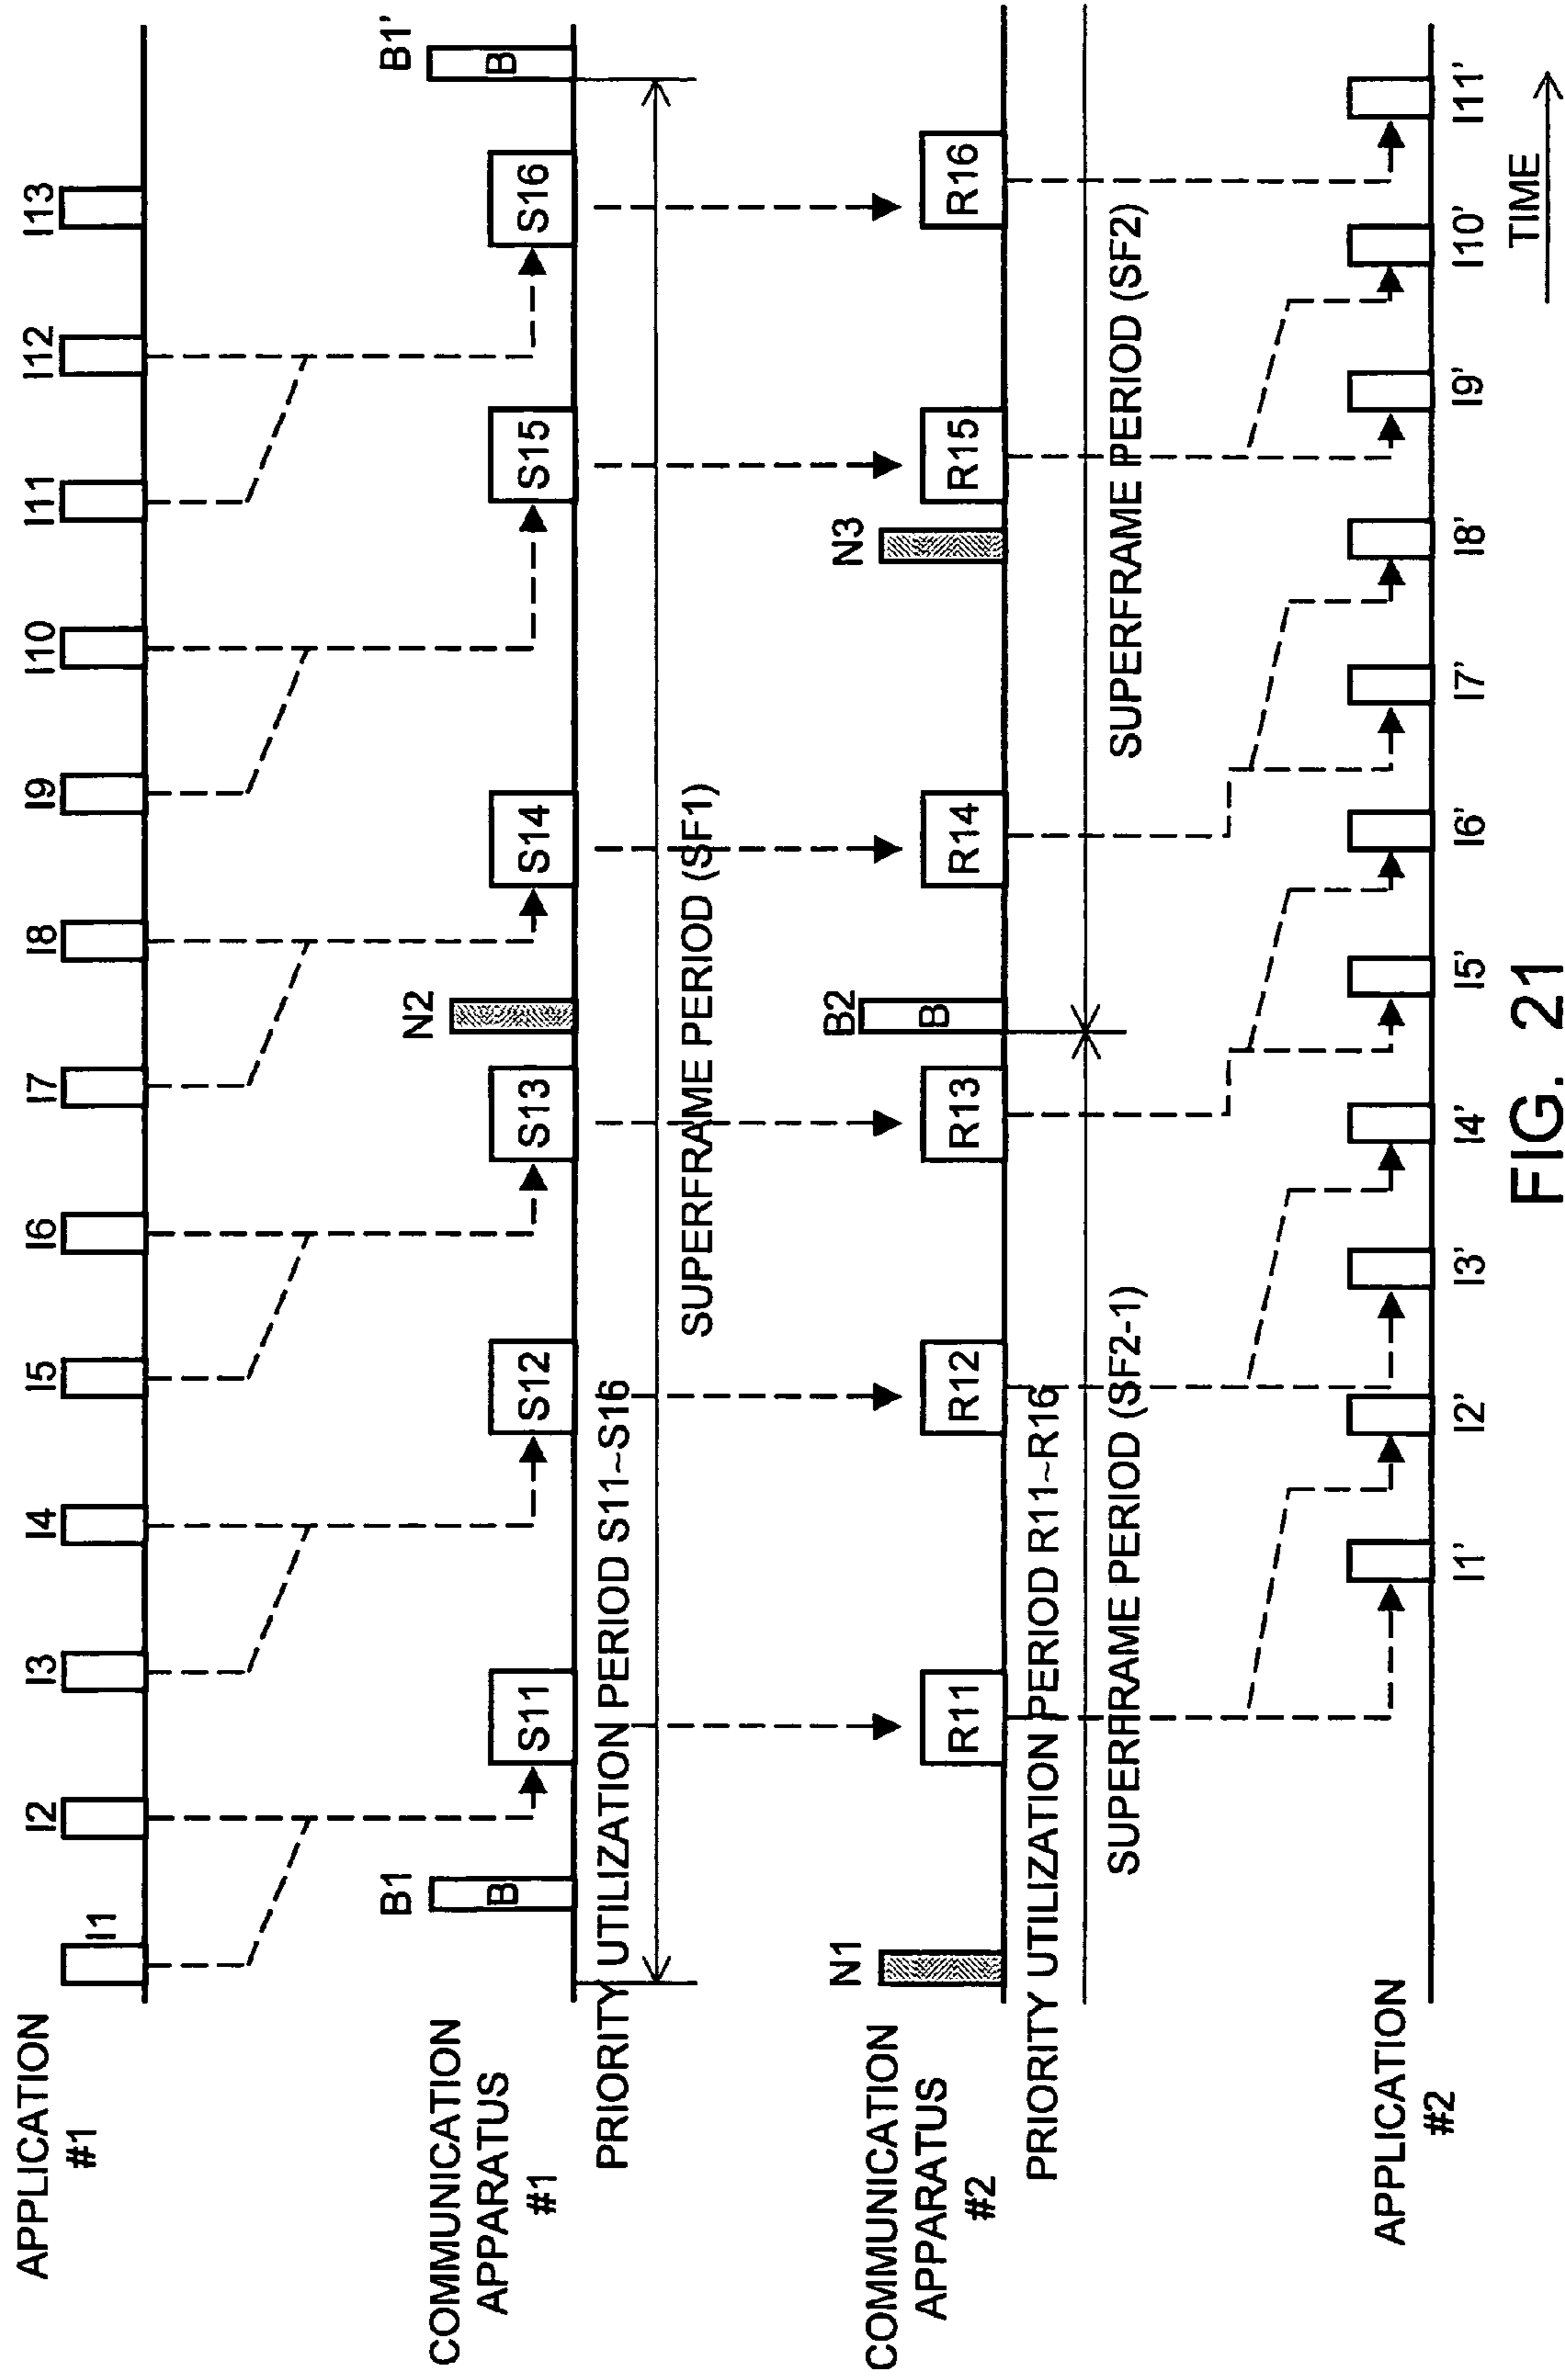 APPLICATION
#1
I1
I2
I3
I4
I5
I6
I7
I8
I9
I10
I11
I12
I13
COMMUNICATION
APPARATUS
#1
B1
B
S11
S12
S13
N2
S14
S15
S16
B1'
B
PRIORITY UTILIZATION PERIOD S11~S16
SUPERFRAME PERIOD (SF1)
COMMUNICATION
APPARATUS
#2
N1
R11
R12
R13
B2
B
R14
N3
R15
R16
PRIORITY UTILIZATION PERIOD R11~R16
SUPERFRAME PERIOD (SF2-1)
SUPERFRAME PERIOD (SF2)
APPLICATION
#2
I1'
I2'
I3'
I4'
I5'
I6'
I7'
I8'
I9'
I10'
I11'
TIME
FIG. 21